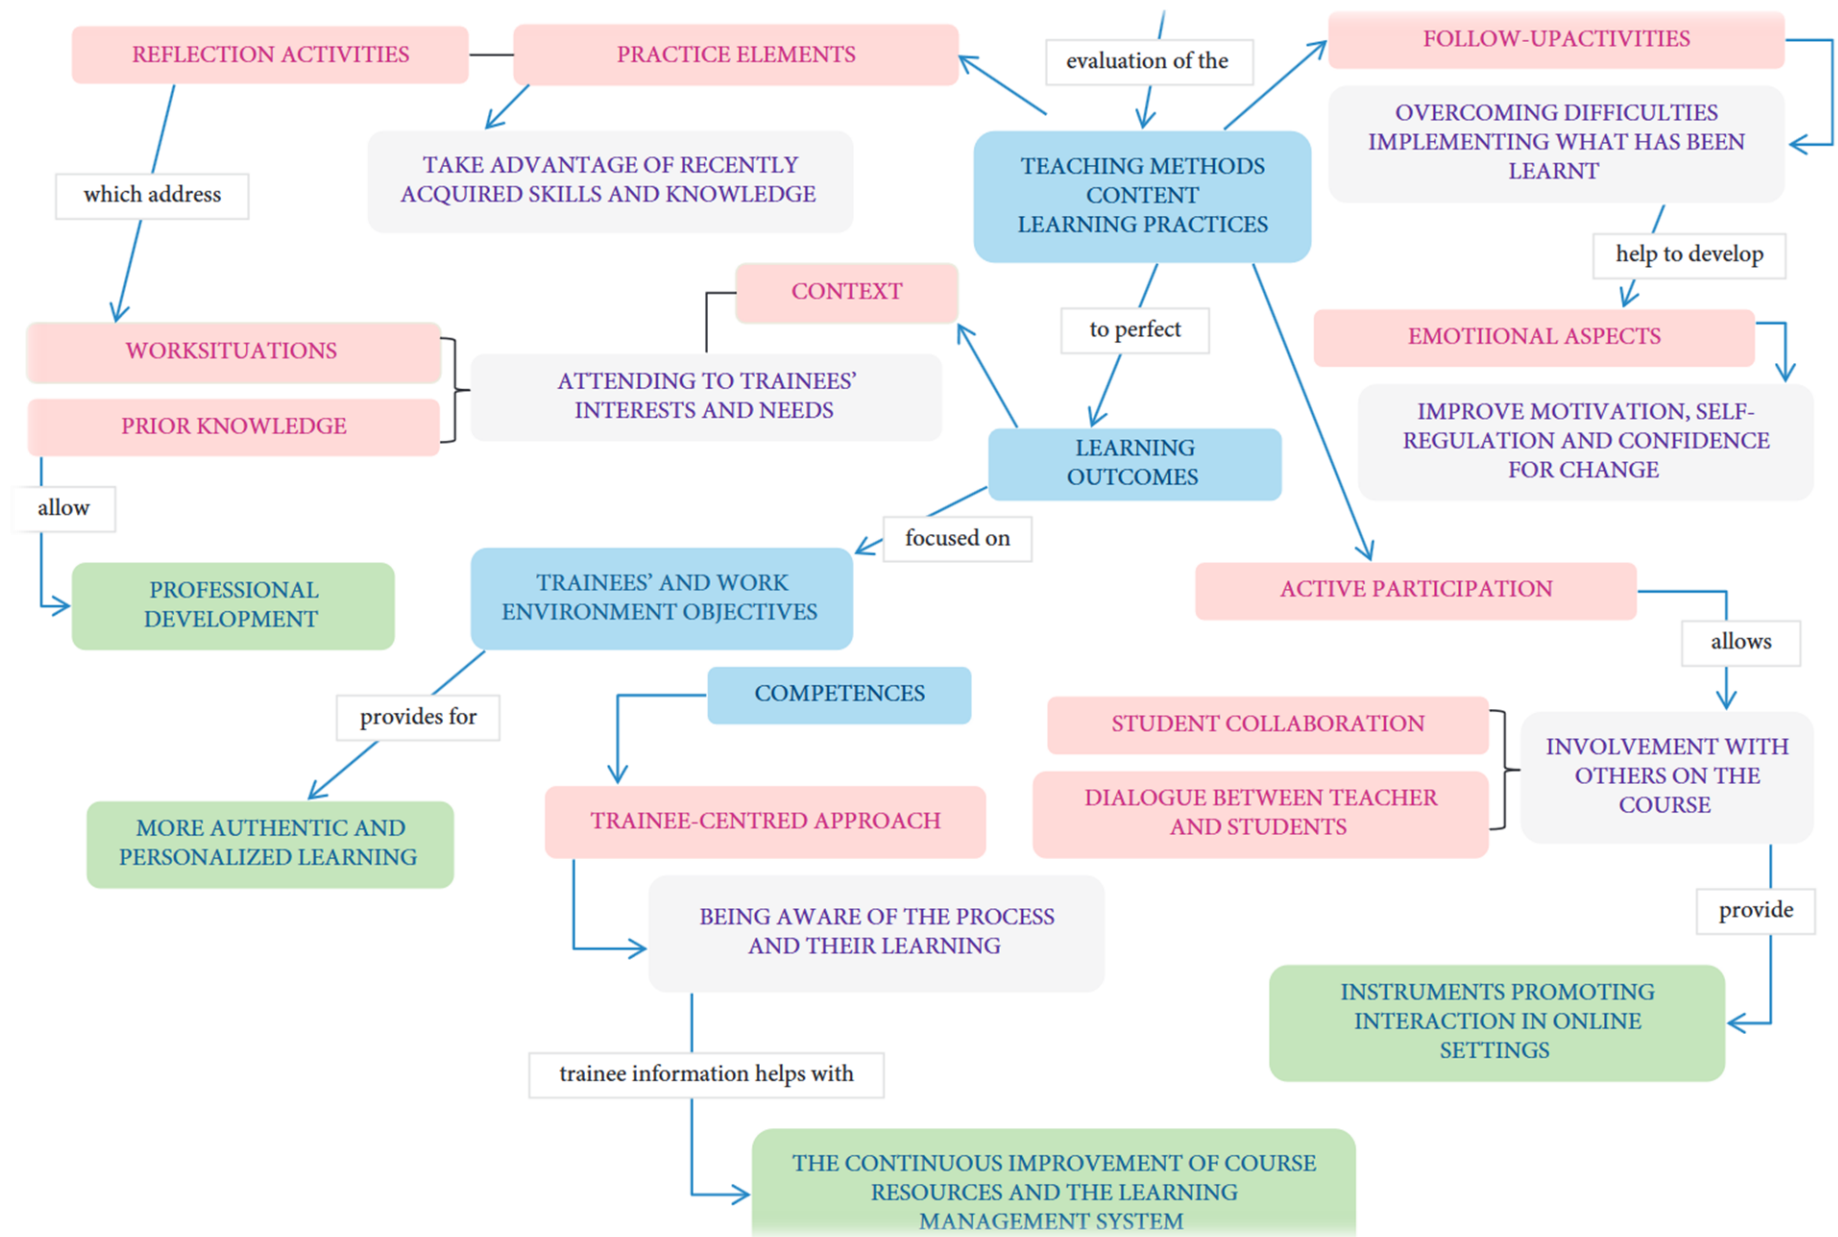 REFLECTION ACTIVITIES
PRACTICE ELEMENTS
evaluation of the
FOLLOW-UPACTIVITIES
TAKE ADVANTAGE OF RECENTLY
ACQUIRED SKILLS AND KNOWLEDGE
TEACHING METHODS
CONTENT
LEARNING PRACTICES
OVERCOMING DIFFICULTIES
IMPLEMENTING WHAT HAS BEEN
LEARNT
which address
help to develop
CONTEXT
to perfect
EMOTIIONAL ASPECTS
WORKSITUATIONS
PRIOR KNOWLEDGE
ATTENDING TO TRAINEES’
INTERESTS AND NEEDS
IMPROVE MOTIVATION, SELF-
REGULATION AND CONFIDENCE
FOR CHANGE
LEARNING
OUTCOMES
allow
focused on
PROFESSIONAL
DEVELOPMENT
TRAINEES’ AND WORK
ENVIRONMENT OBJECTIVES
ACTIVE PARTICIPATION
allows
provides for
COMPETENCES
STUDENT COLLABORATION
DIALOGUE BETWEEN TEACHER
AND STUDENTS
INVOLVEMENT WITH
OTHERS ON THE
COURSE
MORE AUTHENTIC AND
PERSONALIZED LEARNING
TRAINEE-CENTRED APPROACH
BEING AWARE OF THE PROCESS
AND THEIR LEARNING
provide
INSTRUMENTS PROMOTING
INTERACTION IN ONLINE
SETTINGS
trainee information helps with
THE CONTINUOUS IMPROVEMENT OF COURSE
RESOURCES AND THE LEARNING
MANAGEMENT SYSTEM